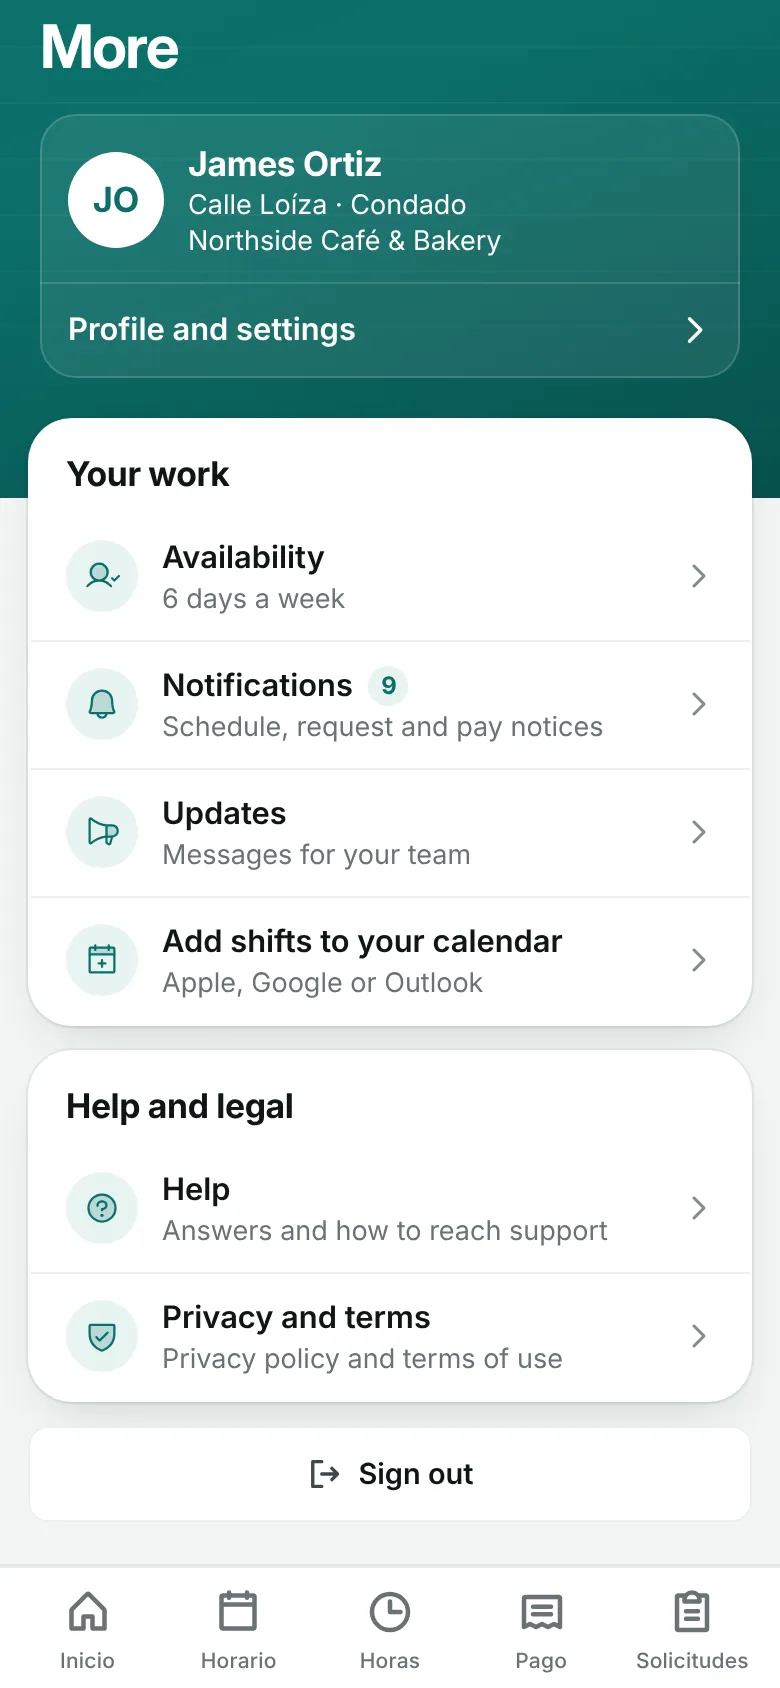 More
JO
James Ortiz
Calle Loíza · Condado
Northside Café & Bakery
Profile and settings
Your work
Availability
6 days a week
Notifications 9
Schedule, request and pay notices
Updates
Messages for your team
Add shifts to your calendar
Apple, Google or Outlook
Help and legal
Help
Answers and how to reach support
Privacy and terms
Privacy policy and terms of use
Sign out
Inicio
Horario
Horas
Pago
Solicitudes